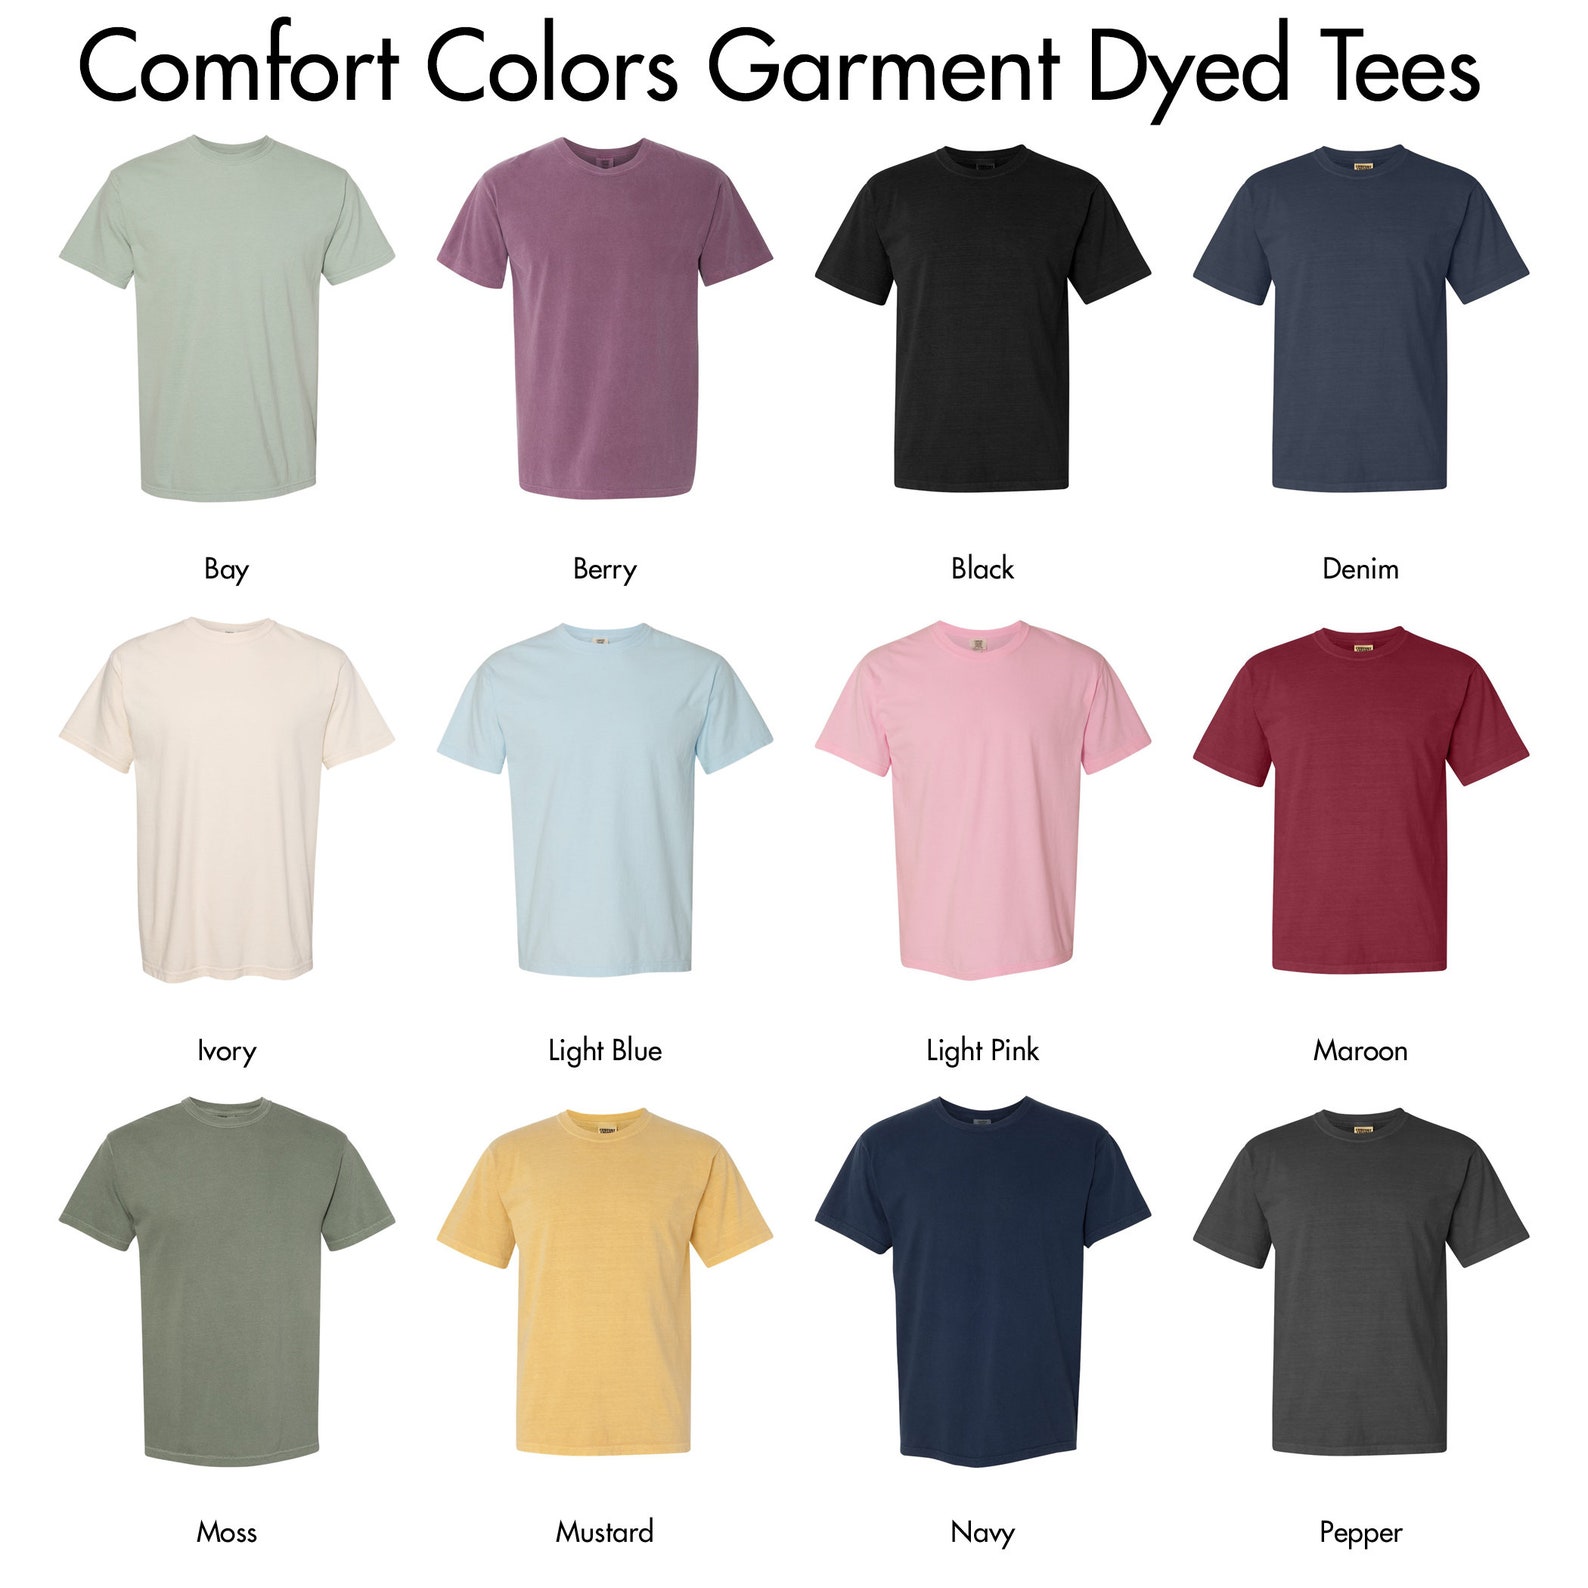 Comfort Colors Garment Dyed Tees
Bay
Berry
Black
Denim
Ivory
Light Blue
Light Pink
Maroon
Moss
Mustard
Navy
Pepper